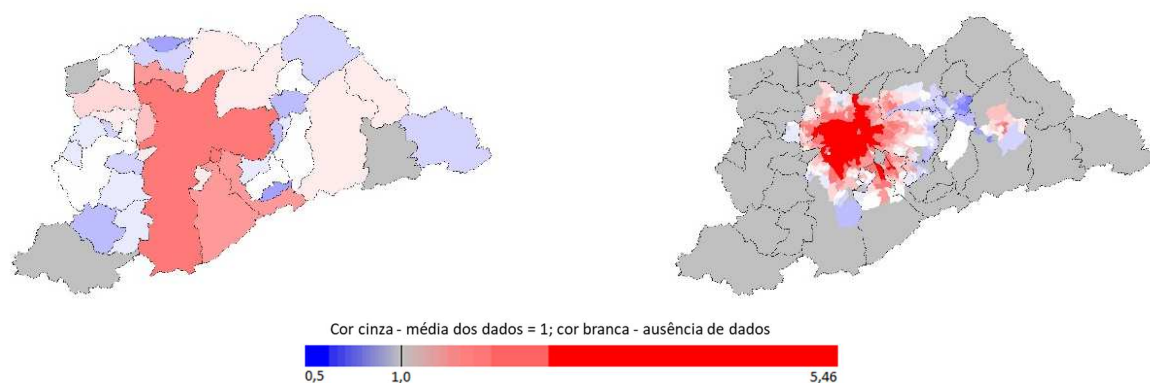 Cor cinza - média dos dados = 1; cor branca - ausência de dados
0,5 1,0 5,46